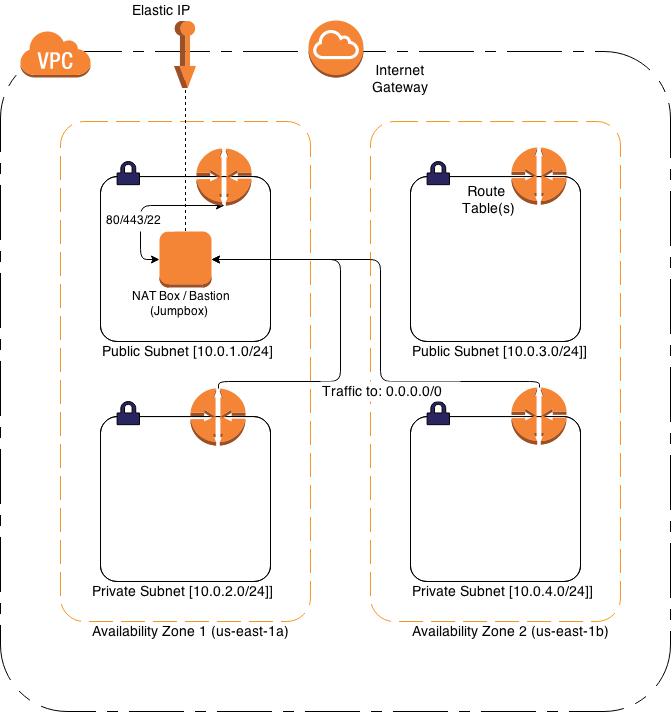 Elastic IP
VPC
Internet
Gateway
80/443/22
NAT Box / Bastion
(Jumpbox)
Public Subnet [10.0.1.0/24]
Route
Table(s)
Public Subnet [10.0.3.0/24]]
Traffic to: 0.0.0.0/0
Private Subnet [10.0.2.0/24]]
Private Subnet [10.0.4.0/24]]
Availability Zone 1 (us-east-1a)
Availability Zone 2 (us-east-1b)